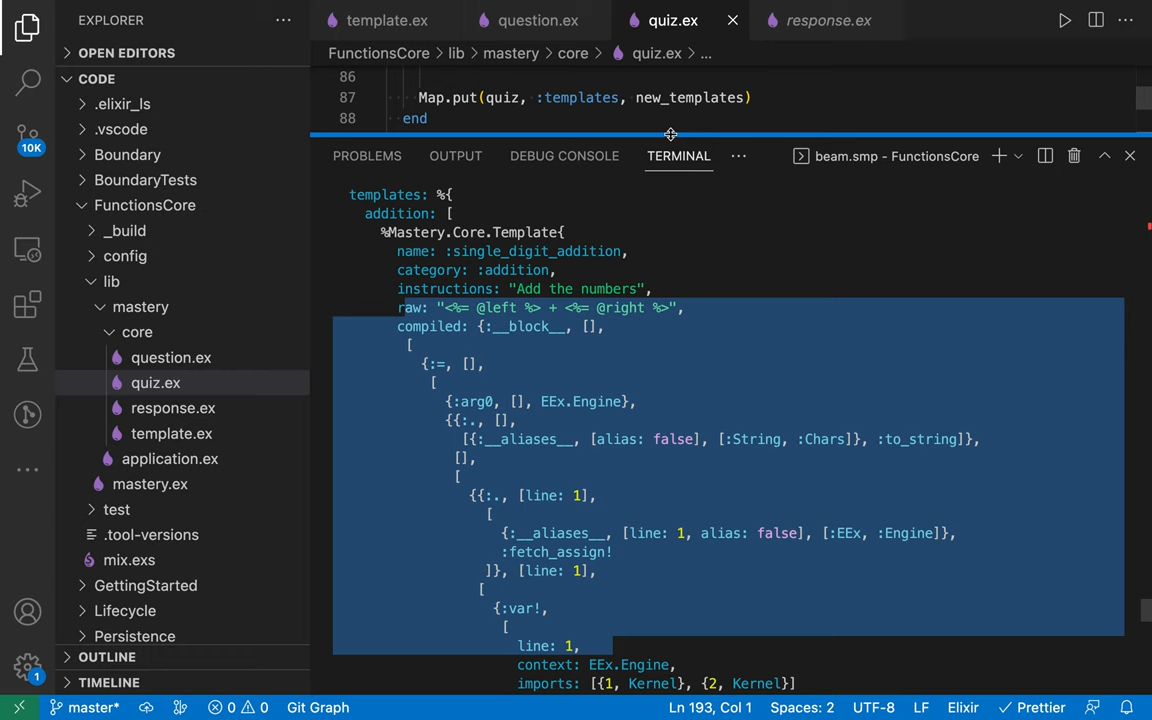 EXPLORER
OPEN EDITORS
CODE
.elixir_ls
.vscode
Boundary
BoundaryTests
FunctionsCore
_build
config
lib
mastery
core
question.ex
quiz.ex
response.ex
template.ex
application.ex
mastery.ex
test
.tool-versions
mix.exs
GettingStarted
Lifecycle
Persistence
OUTLINE
TIMELINE
10K
1
template.ex question.ex quiz.ex response.ex
FunctionsCore > lib > mastery > core > quiz.ex > ...
86
87 Map.put(quiz, :templates, new_templates)
88 end
PROBLEMS OUTPUT DEBUG CONSOLE TERMINAL beam.smp - FunctionsCore
templates: %{
addition: [
%Mastery.Core.Template{
name: :single_digit_addition,
category: :addition,
instructions: "Add the numbers",
raw: "<%= @left %> + <%= @right %>",
compiled: {:__block__, [],
[
{:=, [],
[
{:arg0, [], EEx.Engine},
{{:., [],
[{:__aliases__, [alias: false], [:String, :Chars]}, :to_string]},
[],
[
{{:., [line: 1],
[
{:__aliases__, [line: 1, alias: false], [:EEx, :Engine]},
:fetch_assign!
]}, [line: 1],
[
{:var!,
[
line: 1,
context: EEx.Engine,
imports: [{1, Kernel}, {2, Kernel}]
master* 0 0 Git Graph Ln 193, Col 1 Spaces: 2 UTF-8 LF Elixir Prettier